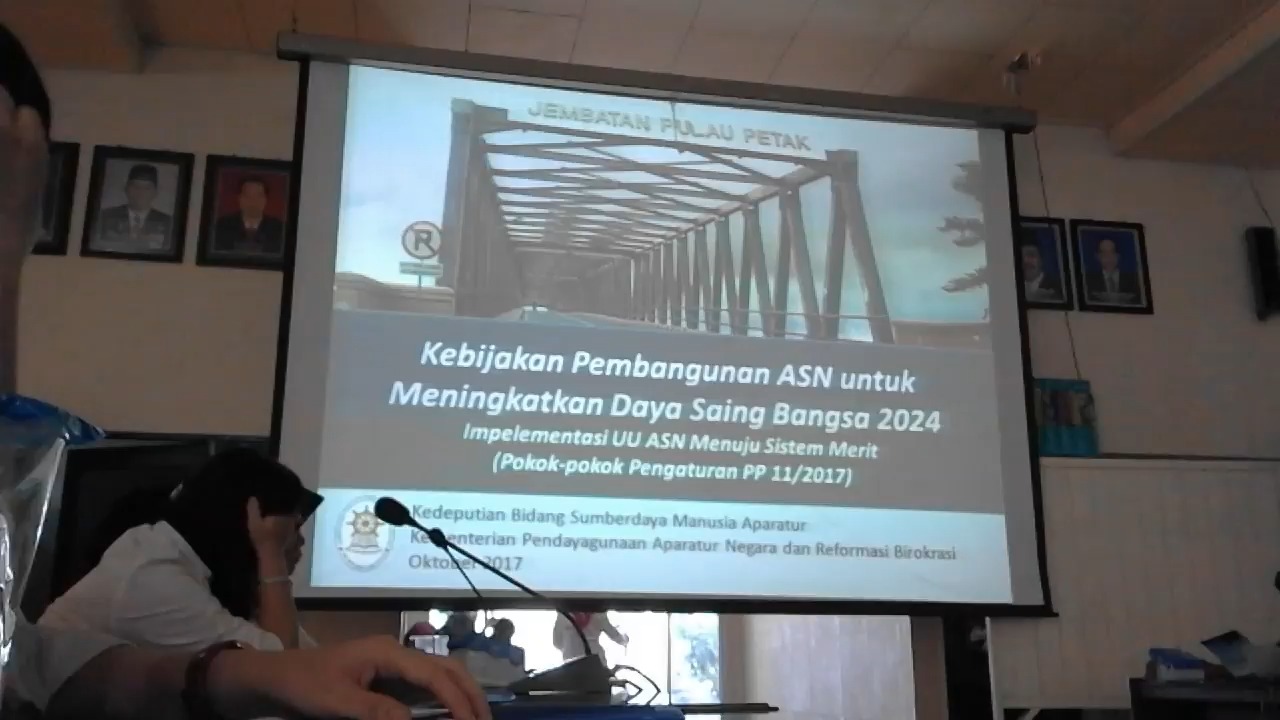 JEMBATAN PULAU PETAK
R
Kebijakan Pembangunan ASN untuk
Meningkatkan Daya Saing Bangsa 2024
Impelementasi UU ASN Menuju Sistem Merit
(Pokok-pokok Pengaturan PP 11/2017)
Kedeputian Bidang Sumberdaya Manusia Aparatur
Kementerian Pendayagunaan Aparatur Negara dan Reformasi Birokrasi
Oktober 2017